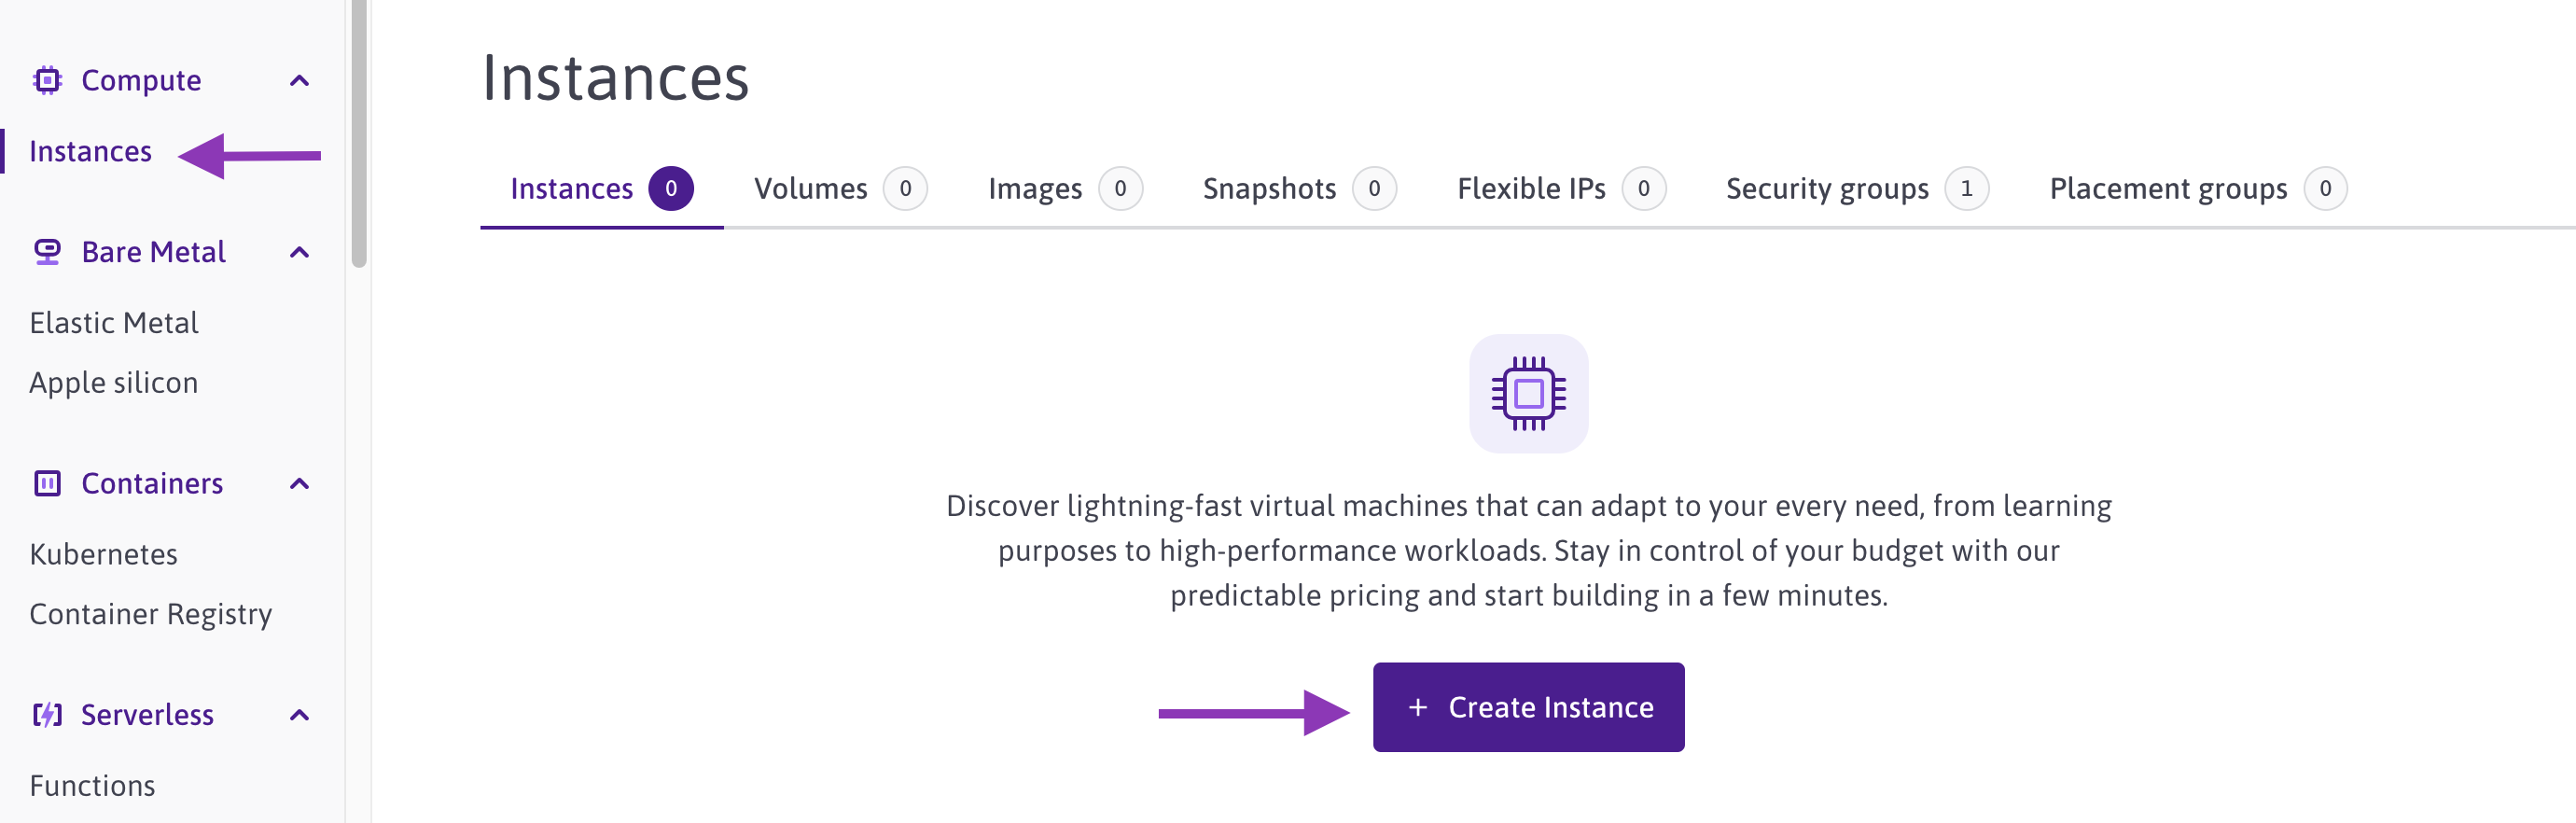 Compute
Instances
Bare Metal
Elastic Metal
Apple silicon
Containers
Kubernetes
Container Registry
Serverless
Functions
Instances
Instances 0 Volumes 0 Images 0 Snapshots 0 Flexible IPs 0 Security groups 1 Placement groups 0
Discover lightning-fast virtual machines that can adapt to your every need, from learning
purposes to high-performance workloads. Stay in control of your budget with our
predictable pricing and start building in a few minutes.
+ Create Instance